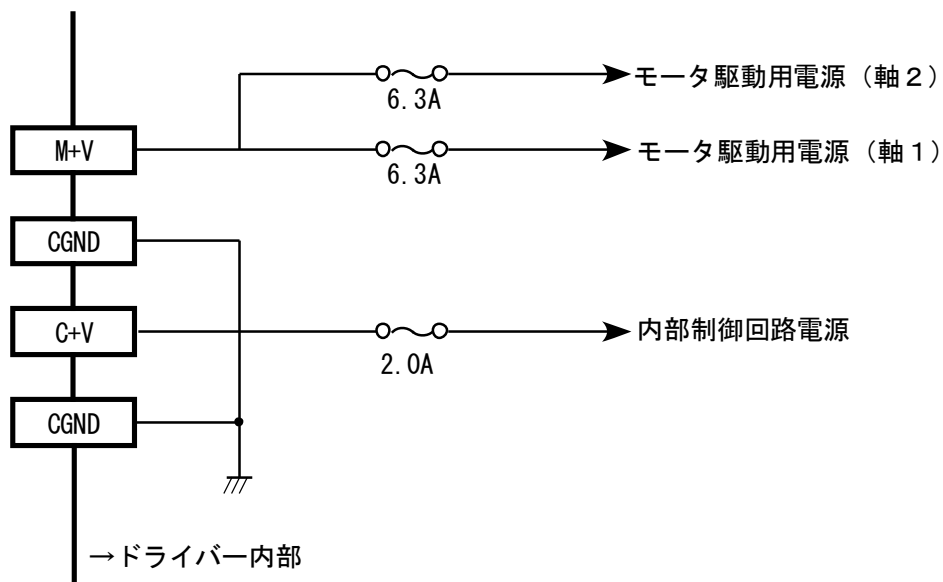 モータ駆動用電源（軸２）
6.3A
M+V
モータ駆動用電源（軸１）
6.3A
CGND
C+V
内部制御回路電源
2.0A
CGND
→ドライバー内部